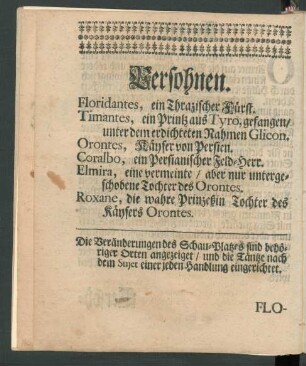 Persohnen.
Floridantes, ein Thrazischer Fürst.
Timantes, ein Printz aus Tyro, gefangen/
unter dem erdichteten Nahmen Glicon.
Orontes, Käyser von Persien.
Coralbo, ein Persianischer Feld-Herr.
Elmira, eine vermeinte / aber nur unterge-
schobene Tochter des Orontes.
Roxane, die wahre Printzeßin Tochter des
Käysers Orontes.
Die Veränderungen des Schau-Platzes sind behö-
riger Orten angezeiget / und die Täntze nach
dem Sujet einer jeden Handlung eingerichtet.
FLO-